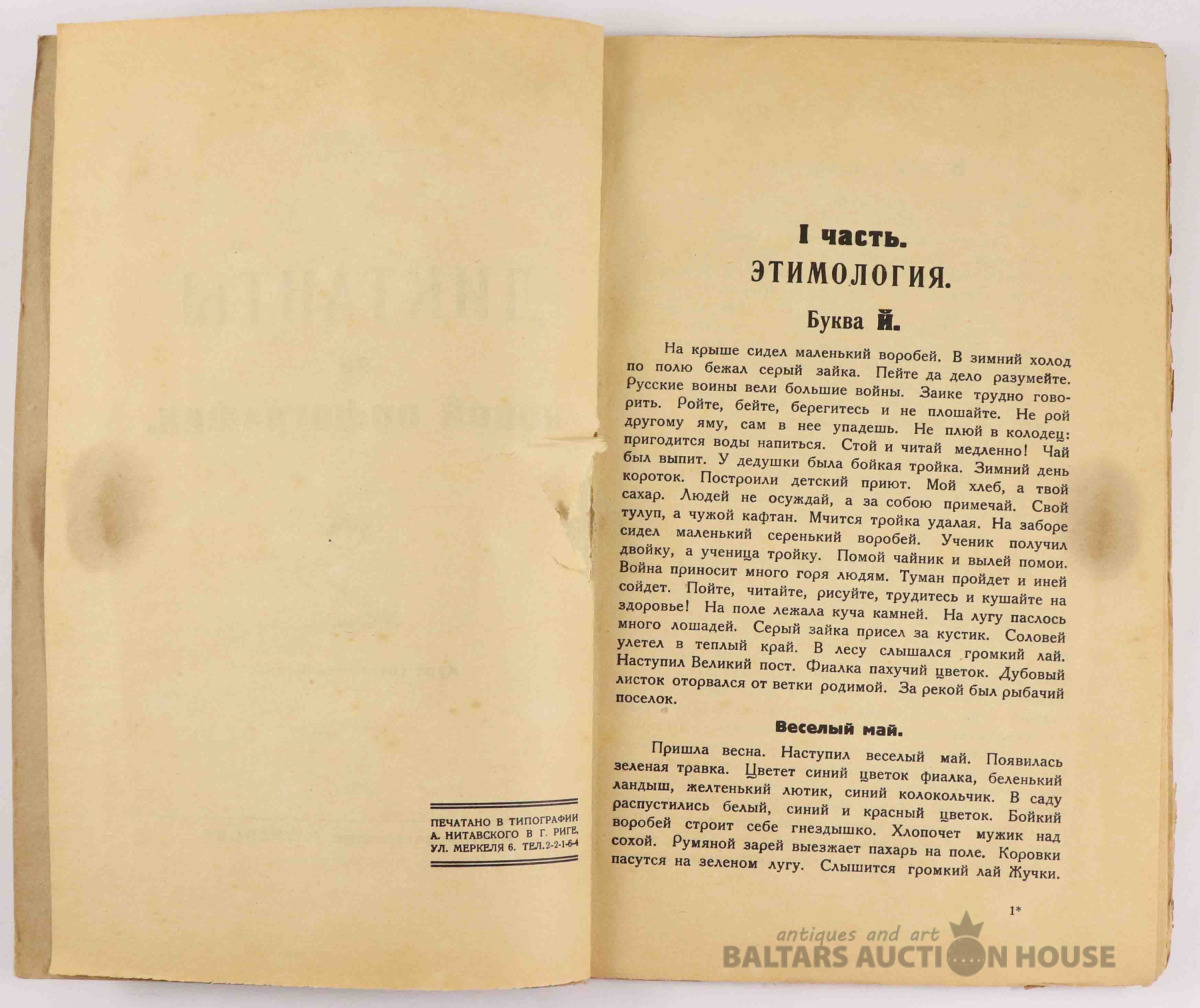 ПЕЧАТАНО В ТИПОГРАФИИ
А. НИТАВСКОГО В Г. РИГЕ,
УЛ. МЕРКЕЛЯ 6. ТЕЛ. 2-2-1-6-4
I часть.
ЭТИМОЛОГИЯ.
Буква Й.
На крыше сидел маленький воробей. В зимний холод
по полю бежал серый зайка. Пейте да дело разумейте.
Русские воины вели большие войны. Заике трудно гово-
рить. Ройте, бейте, берегитесь и не плошайте. Не рой
другому яму, сам в нее упадешь. Не плюй в колодец:
пригодится воды напиться. Стой и читай медленно! Чай
был выпит. У дедушки была бойкая тройка. Зимний день
короток. Построили детский приют. Мой хлеб, а твой
сахар. Людей не осуждай, а за собою примечай. Свой
тулуп, а чужой кафтан. Мчится тройка удалая. На заборе
сидел маленький серенький воробей. Ученик получил
двойку, а ученица тройку. Помой чайник и вылей помои.
Война приносит много горя людям. Туман пройдет и иней
сойдет. Пойте, читайте, рисуйте, трудитесь и кушайте на
здоровье! На поле лежала куча камней. На лугу паслось
много лошадей. Серый зайка присел за кустик. Соловей
улетел в теплый край. В лесу слышался громкий лай.
Наступил Великий пост. Фиалка пахучий цветок. Дубовый
листок оторвался от ветки родимой. За рекой был рыбачий
поселок.
Веселый май.
Пришла весна. Наступил веселый май. Появилась
зеленая травка. Цветет синий цветок фиалка, беленький
ландыш, желтенький лютик, синий колокольчик. В саду
распустились белый, синий и красный цветок. Бойкий
воробей строит себе гнездышко. Хлопочет мужик над
сохой. Румяной зарей выезжает пахарь на поле. Коровки
пасутся на зеленом лугу. Слышится громкий лай Жучки.
1*
antiques and art
BALTARS AUCTION HOUSE